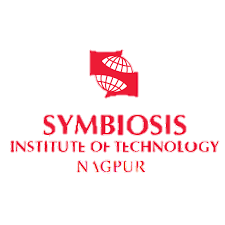 SYMBIOSIS
INSTITUTE OF TECHNOLOGY
NAGPUR